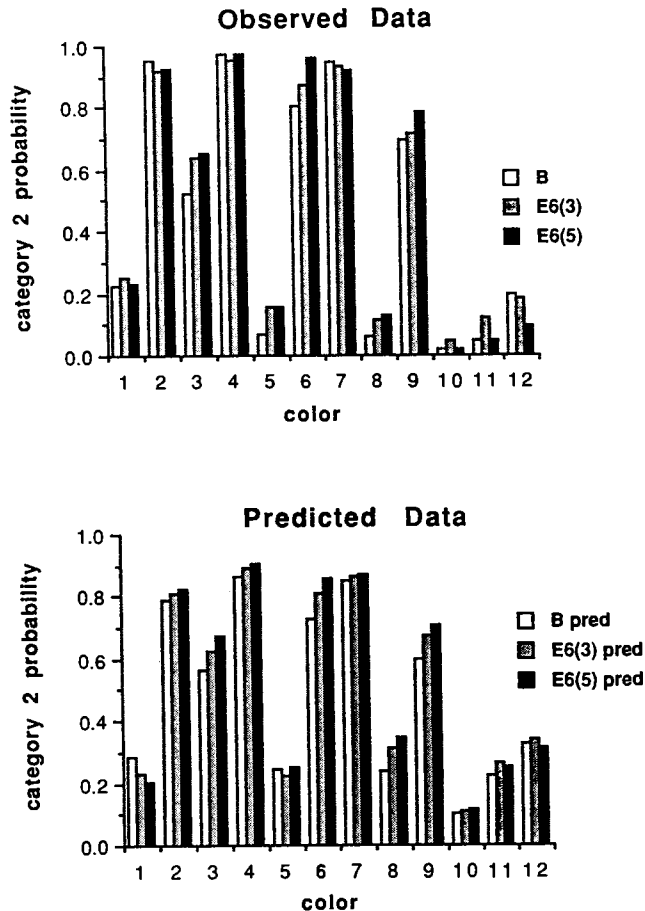 Observed Data
category 2 probability
1.0
0.8
0.6
0.4
0.2
0.0
1 2 3 4 5 6 7 8 9 10 11 12
color
B
E6(3)
E6(5)
Predicted Data
category 2 probability
1.0
0.8
0.6
0.4
0.2
0.0
1 2 3 4 5 6 7 8 9 10 11 12
color
B pred
E6(3) pred
E6(5) pred